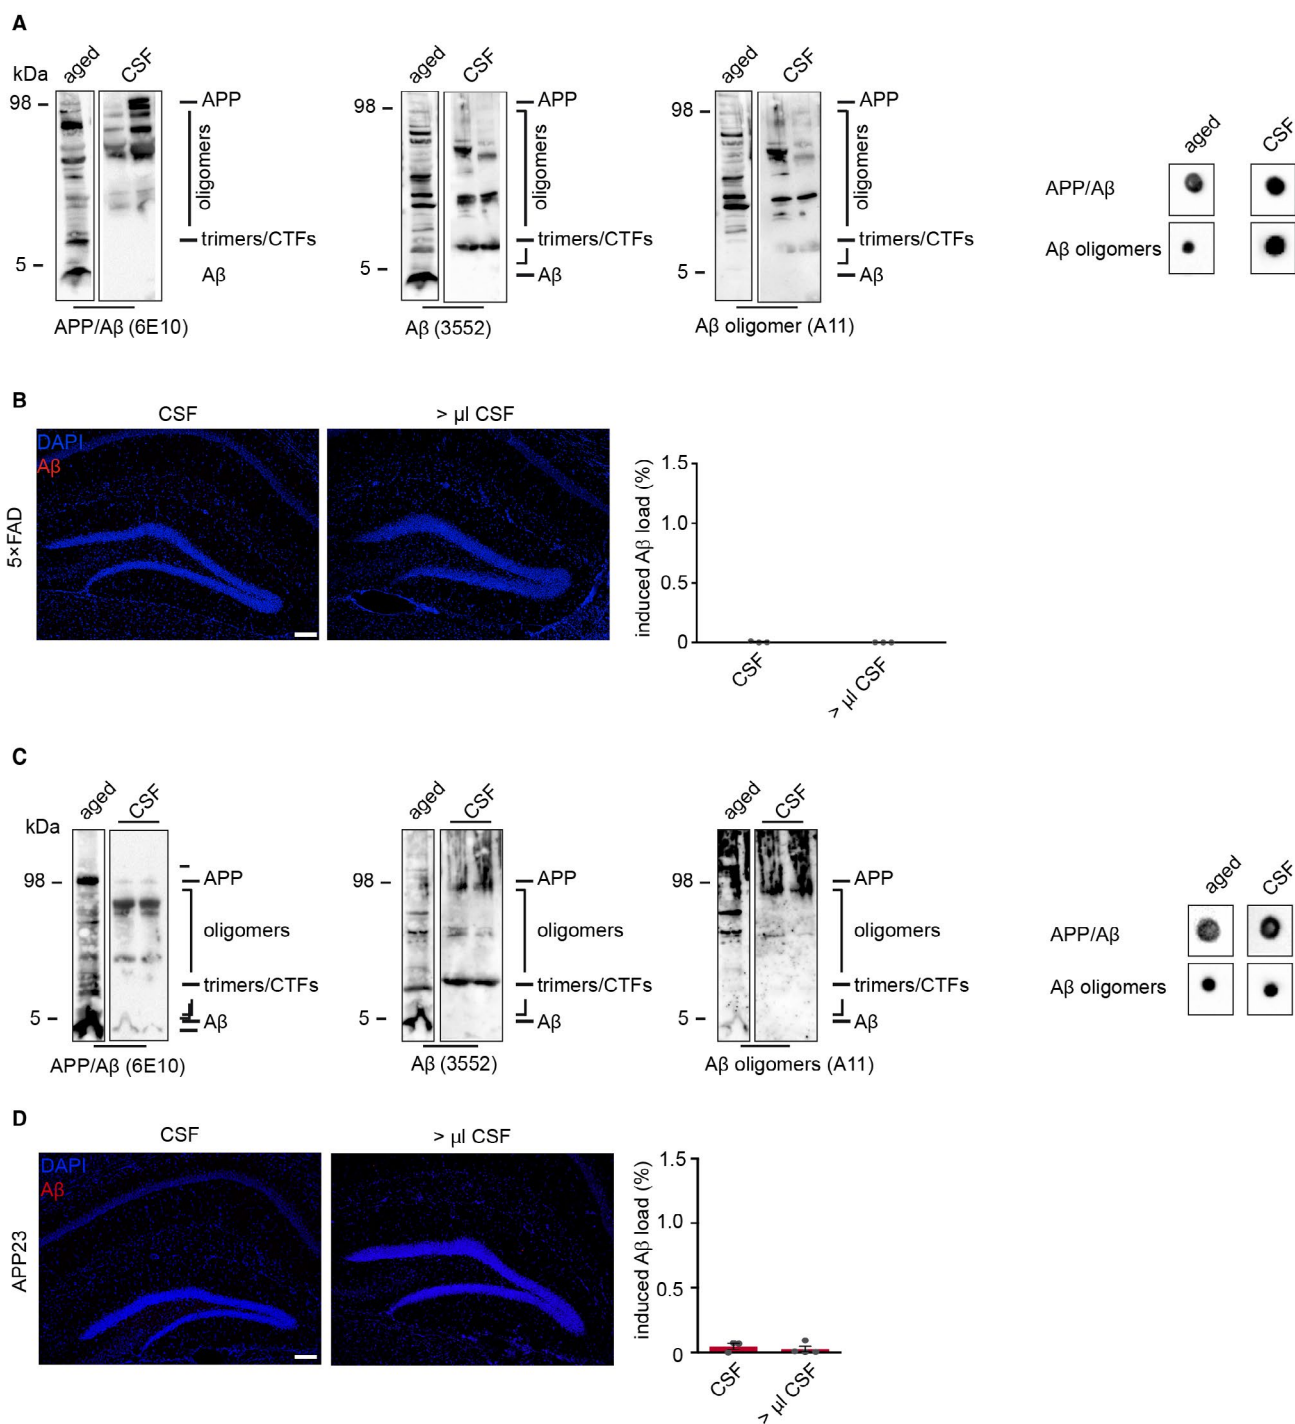 A
kDa
aged
CSF
98
5
APP
oligomers
trimers/CTFs
Aβ
APP/Aβ (6E10)
aged
CSF
98
5
APP
oligomers
trimers/CTFs
Aβ
Aβ (3552)
aged
CSF
98
5
APP
oligomers
trimers/CTFs
Aβ
Aβ oligomer (A11)
aged
CSF
APP/Aβ
Aβ oligomers
B
CSF
> µl CSF
DAPI
Aβ
5×FAD
induced Aβ load (%)
1.5
1.0
0.5
0
CSF
> µl CSF
C
kDa
aged
CSF
98
5
APP
oligomers
trimers/CTFs
Aβ
APP/Aβ (6E10)
aged
CSF
98
5
APP
oligomers
trimers/CTFs
Aβ
Aβ (3552)
aged
CSF
98
5
APP
oligomers
trimers/CTFs
Aβ
Aβ oligomers (A11)
aged
CSF
APP/Aβ
Aβ oligomers
D
CSF
> µl CSF
DAPI
Aβ
APP23
induced Aβ load (%)
1.5
1.0
0.5
0
CSF
> µl CSF